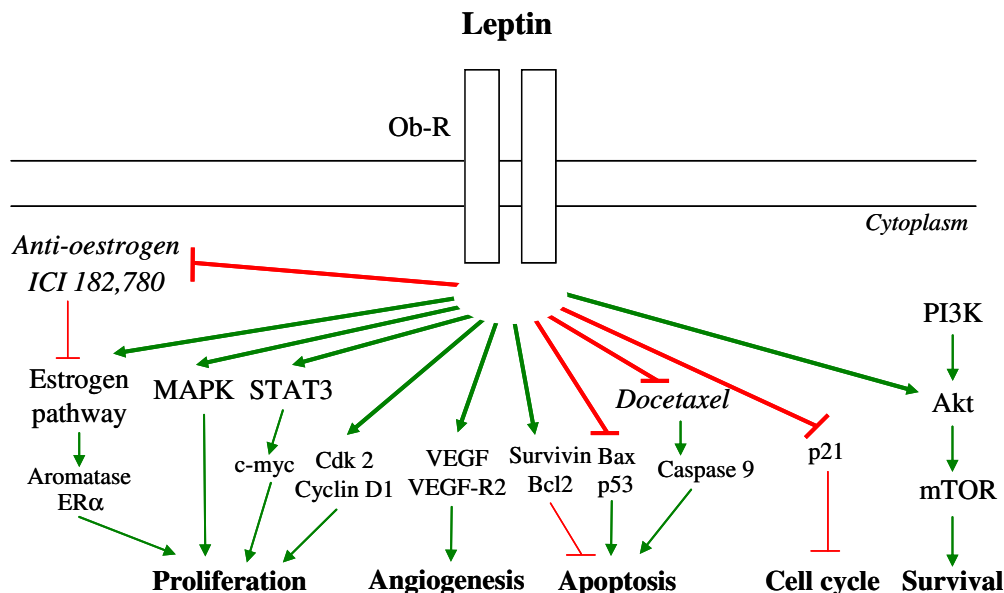 Leptin
Ob-R
Cytoplasm
Anti-oestrogen
ICI 182,780
PI3K
Estrogen
pathway
MAPK
STAT3
Docetaxel
Akt
Aromatase
ERα
c-myc
Cdk 2
Cyclin D1
VEGF
VEGF-R2
Survivin
Bcl2
Bax
p53
Caspase 9
p21
mTOR
Proliferation
Angiogenesis
Apoptosis
Cell cycle
Survival